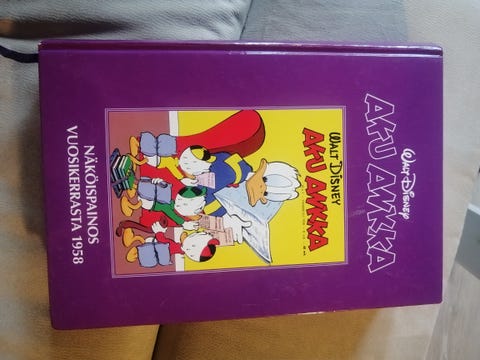 WALT DISNEY
AKU ANKKA
WALT DISNEY
AKU ANKKA
NÄKÖISPAINOS
VUOSIKERRASTA 1958